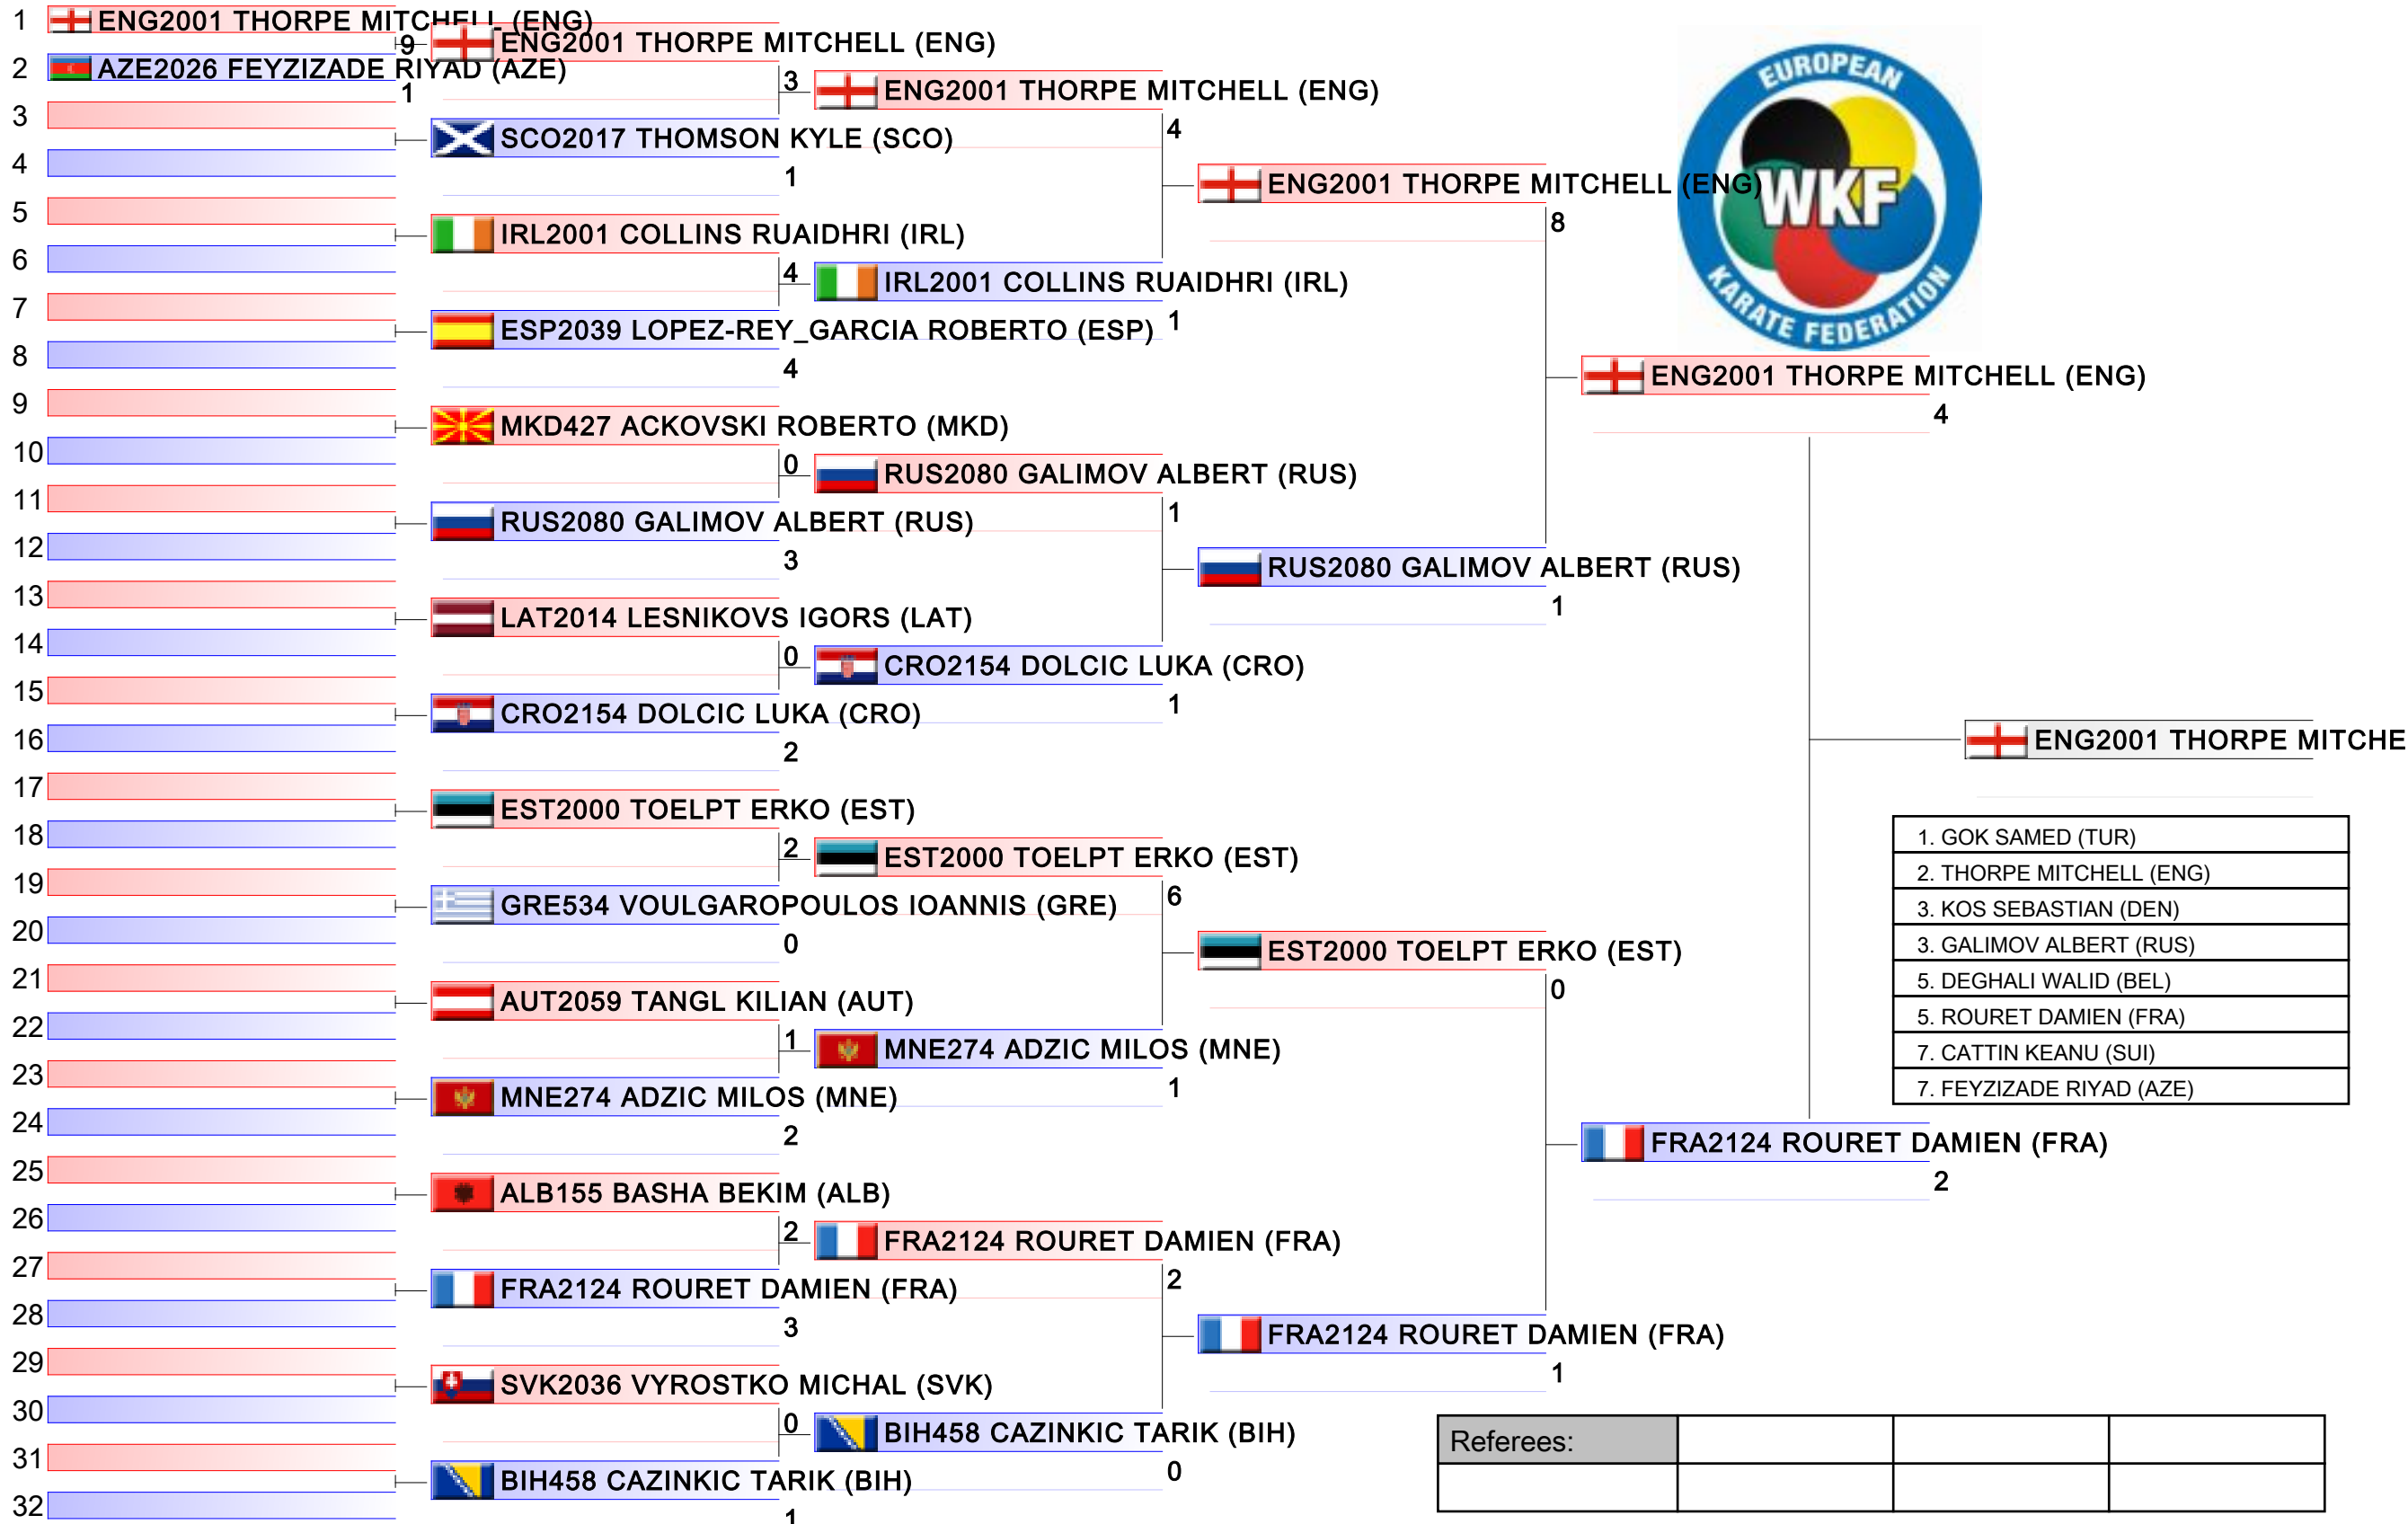 1 ENG2001 THORPE MITCHELL (ENG)
9
2 AZE2026 FEYZIZADE RIYAD (AZE)
1
3
4
5
6
7
8
9
10
11
12
13
14
15
16
17
18
19
20
21
22
23
24
25
26
27
28
29
30
31
32
ENG2001 THORPE MITCHELL (ENG)
3
SCO2017 THOMSON KYLE (SCO)
1
IRL2001 COLLINS RUAIDHRI (IRL)
4
ESP2039 LOPEZ-REY_GARCIA ROBERTO (ESP)
4
MKD427 ACKOVSKI ROBERTO (MKD)
0
RUS2080 GALIMOV ALBERT (RUS)
3
LAT2014 LESNIKOVS IGORS (LAT)
0
CRO2154 DOLCIC LUKA (CRO)
2
EST2000 TOELPT ERKO (EST)
2
GRE534 VOULGAROPOULOS IOANNIS (GRE)
0
AUT2059 TANGL KILIAN (AUT)
1
MNE274 ADZIC MILOS (MNE)
2
ALB155 BASHA BEKIM (ALB)
2
FRA2124 ROURET DAMIEN (FRA)
3
SVK2036 VYROSTKO MICHAL (SVK)
0
BIH458 CAZINKIC TARIK (BIH)
1
ENG2001 THORPE MITCHELL (ENG)
4
IRL2001 COLLINS RUAIDHRI (IRL)
1
RUS2080 GALIMOV ALBERT (RUS)
1
CRO2154 DOLCIC LUKA (CRO)
1
EST2000 TOELPT ERKO (EST)
6
MNE274 ADZIC MILOS (MNE)
1
FRA2124 ROURET DAMIEN (FRA)
2
BIH458 CAZINKIC TARIK (BIH)
0
ENG2001 THORPE MITCHELL (ENG)
8
RUS2080 GALIMOV ALBERT (RUS)
1
EST2000 TOELPT ERKO (EST)
0
FRA2124 ROURET DAMIEN (FRA)
1
EUROPEAN
WKF
KARATE FEDERATION
ENG2001 THORPE MITCHELL (ENG)
4
FRA2124 ROURET DAMIEN (FRA)
2
ENG2001 THORPE MITCHE
1. GOK SAMED (TUR)
2. THORPE MITCHELL (ENG)
3. KOS SEBASTIAN (DEN)
3. GALIMOV ALBERT (RUS)
5. DEGHALI WALID (BEL)
5. ROURET DAMIEN (FRA)
7. CATTIN KEANU (SUI)
7. FEYZIZADE RIYAD (AZE)
Referees: